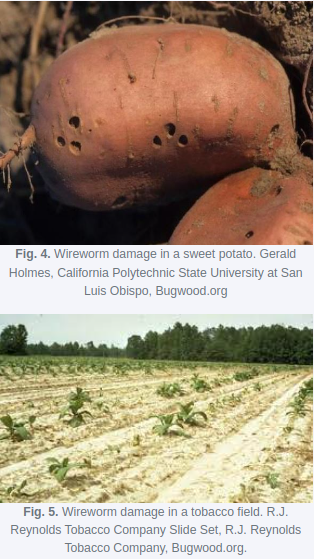 Fig. 4. Wireworm damage in a sweet potato. Gerald
Holmes, California Polytechnic State University at San
Luis Obispo, Bugwood.org
Fig. 5. Wireworm damage in a tobacco field. R.J.
Reynolds Tobacco Company Slide Set, R.J. Reynolds
Tobacco Company, Bugwood.org.